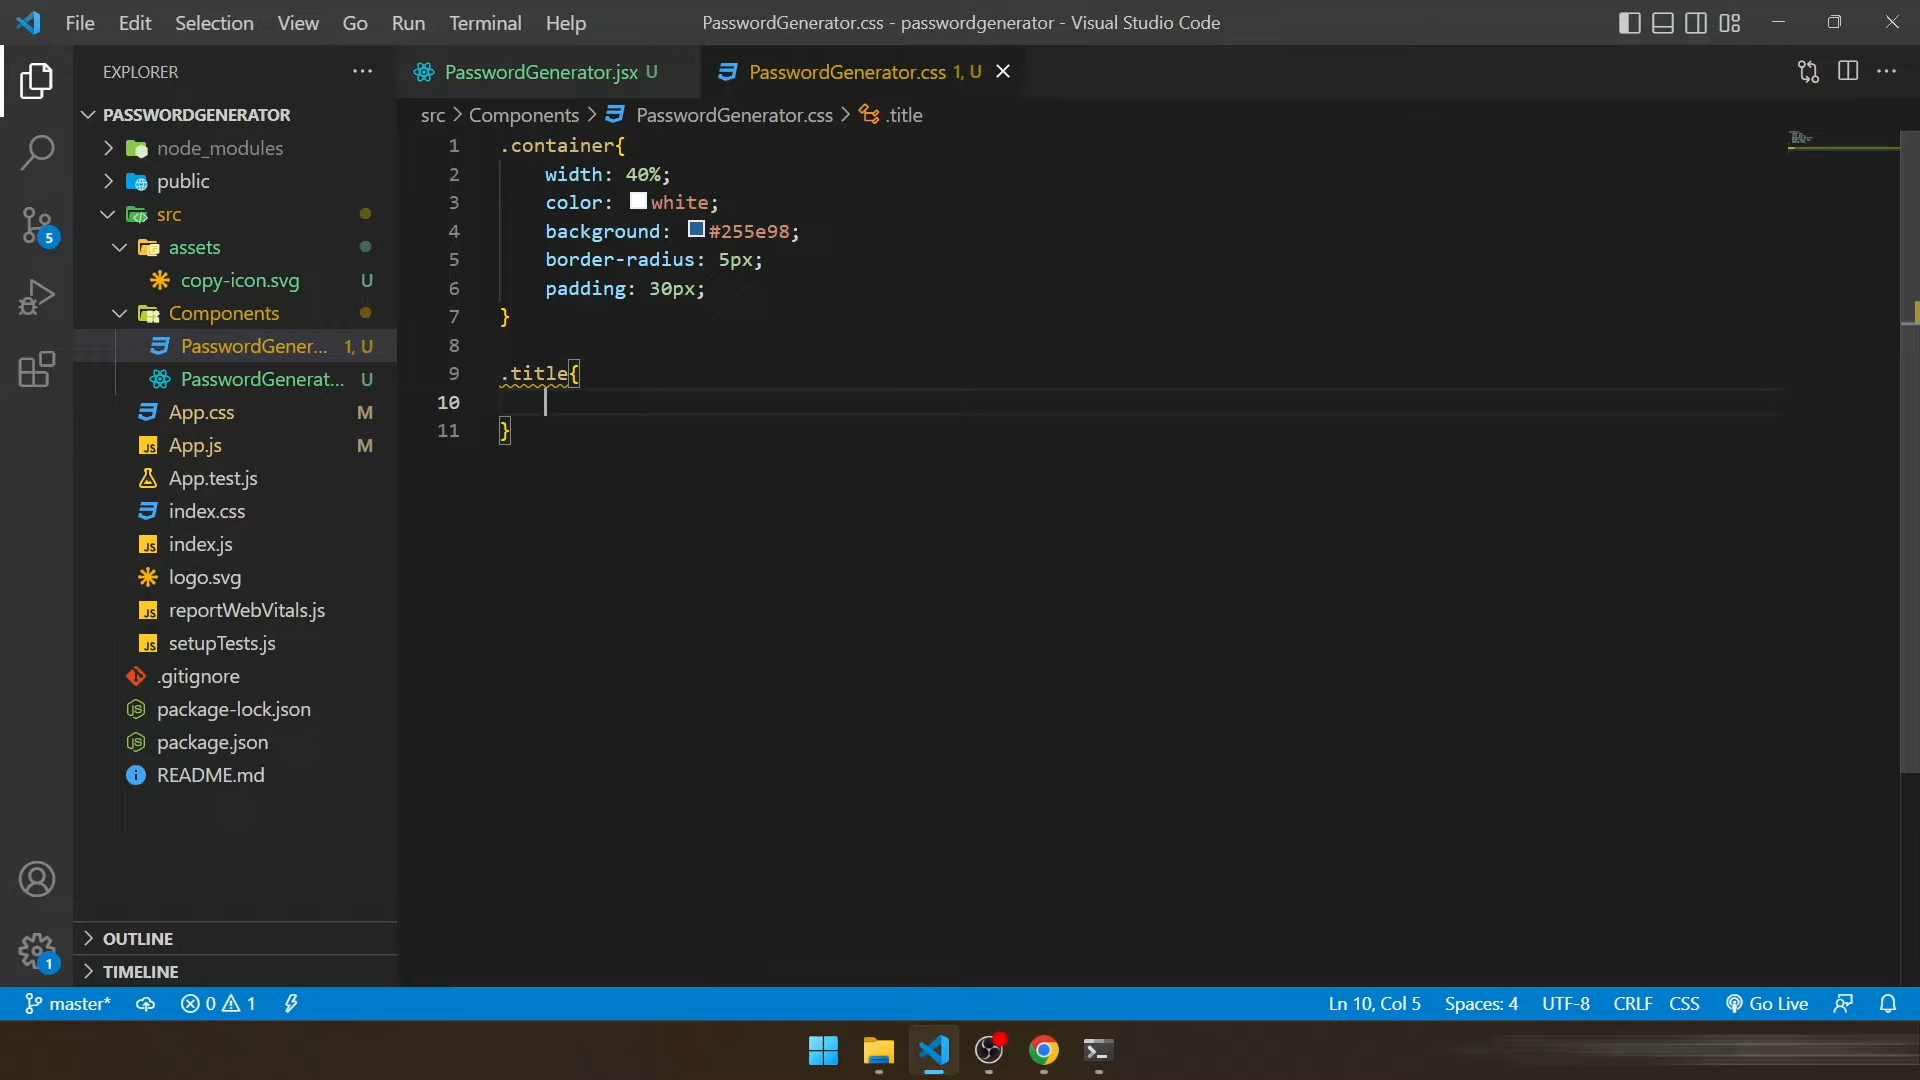 File Edit Selection View Go Run Terminal Help
PasswordGenerator.css - passwordgenerator - Visual Studio Code
EXPLORER
PasswordGenerator.jsx U
PasswordGenerator.css 1, U
src > Components > PasswordGenerator.css > .title
PASSWORDGENERATOR
node_modules
public
src
assets
copy-icon.svg U
Components
PasswordGener... 1, U
PasswordGenerat... U
App.css M
App.js M
App.test.js
index.css
index.js
logo.svg
reportWebVitals.js
setupTests.js
.gitignore
package-lock.json
package.json
README.md
OUTLINE
TIMELINE
5
1
1 .container{
2 width: 40%;
3 color: white;
4 background: #255e98;
5 border-radius: 5px;
6 padding: 30px;
7 }
8
9 .title{
10
11 }
master* 0 1
Ln 10, Col 5 Spaces: 4 UTF-8 CRLF CSS Go Live